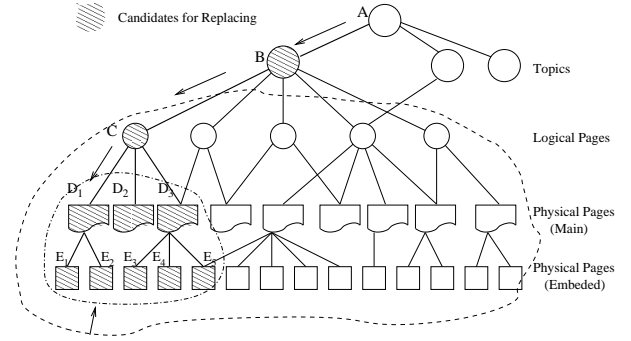 Candidates for Replacing
A
B
Topics
C
Logical Pages
D1 D2 D3
Physical Pages
(Main)
E1 E2 E3 E4 E5
Physical Pages
(Embeded)